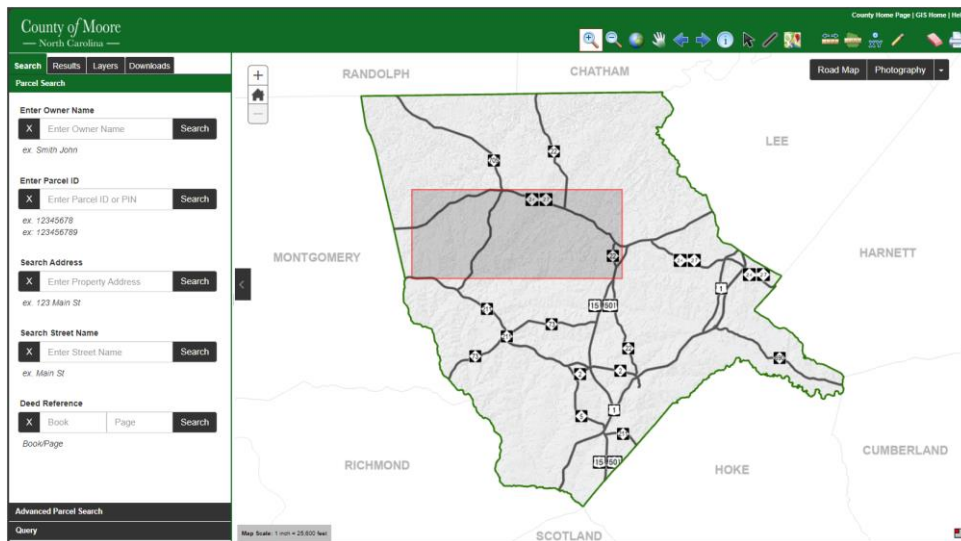 County of Moore
North Carolina
County Home Page | GIS Home |
Search Results Layers Downloads
Parcel Search
Enter Owner Name
X Enter Owner Name Search
ex. Smith John
Enter Parcel ID
X Enter Parcel ID or PIN Search
ex. 12345678
ex: 123456789
Search Address
X Enter Property Address Search
ex. 123 Main St
Search Street Name
X Enter Street Name Search
ex. Main St
Deed Reference
X Book Page Search
Book/Page
Advanced Parcel Search
Query
+
−
Road Map Photography
RANDOLPH
CHATHAM
LEE
MONTGOMERY
HARNETT
1
15 501
1
RICHMOND
HOKE
CUMBERLAND
15 501
SCOTLAND
Map Scale: 1 inch = 25,600 feet